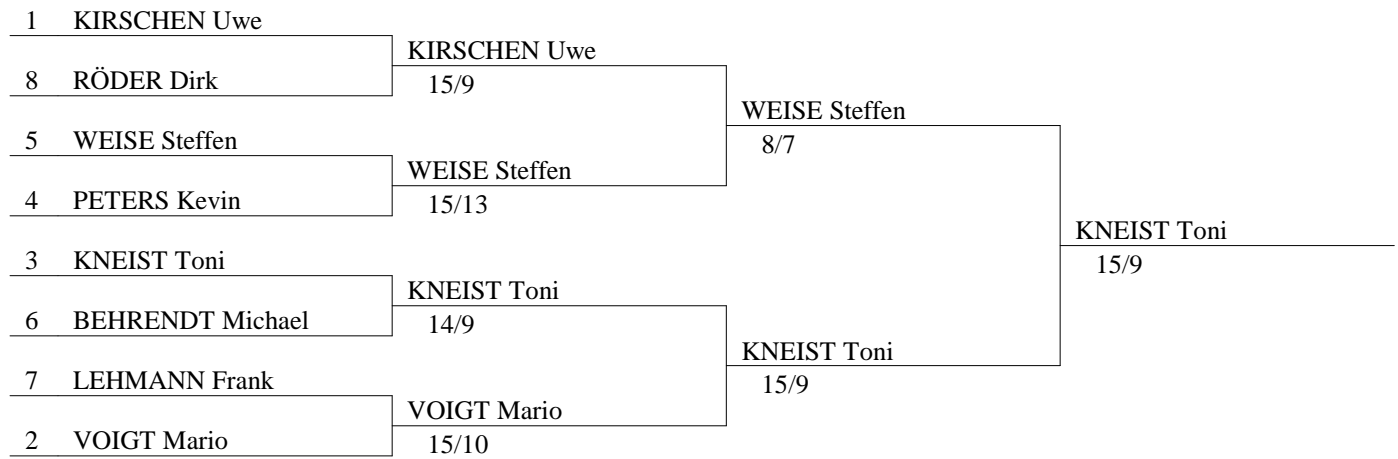 1 KIRSCHEN Uwe
KIRSCHEN Uwe
8 RÖDER Dirk
15/9
WEISE Steffen
5 WEISE Steffen
8/7
WEISE Steffen
4 PETERS Kevin
15/13
KNEIST Toni
3 KNEIST Toni
15/9
KNEIST Toni
6 BEHRENDT Michael
14/9
KNEIST Toni
7 LEHMANN Frank
15/9
VOIGT Mario
2 VOIGT Mario
15/10